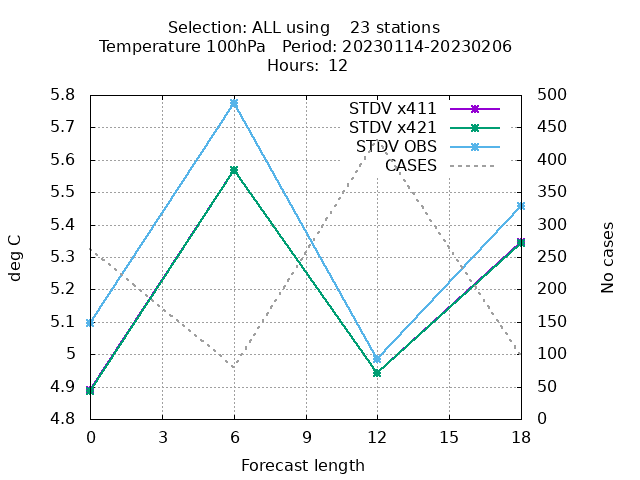 Selection: ALL using    23 stations
Temperature 100hPa   Period: 20230114-20230206
Hours:  12
STDV x411
STDV x421
STDV OBS
CASES
5.8
5.7
5.6
5.5
5.4
5.3
5.2
5.1
5
4.9
4.8
500
450
400
350
300
250
200
150
100
50
0
deg C
No cases
0 3 6 9 12 15 18
Forecast length